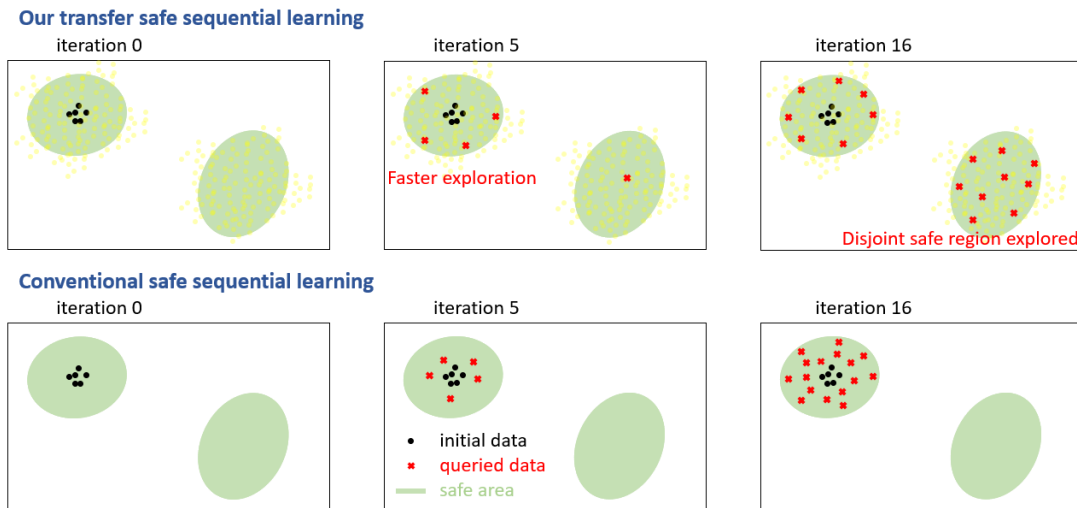 Our transfer safe sequential learning
iteration 0
iteration 5
iteration 16
Faster exploration
Disjoint safe region explored
Conventional safe sequential learning
iteration 0
iteration 5
iteration 16
initial data
queried data
safe area